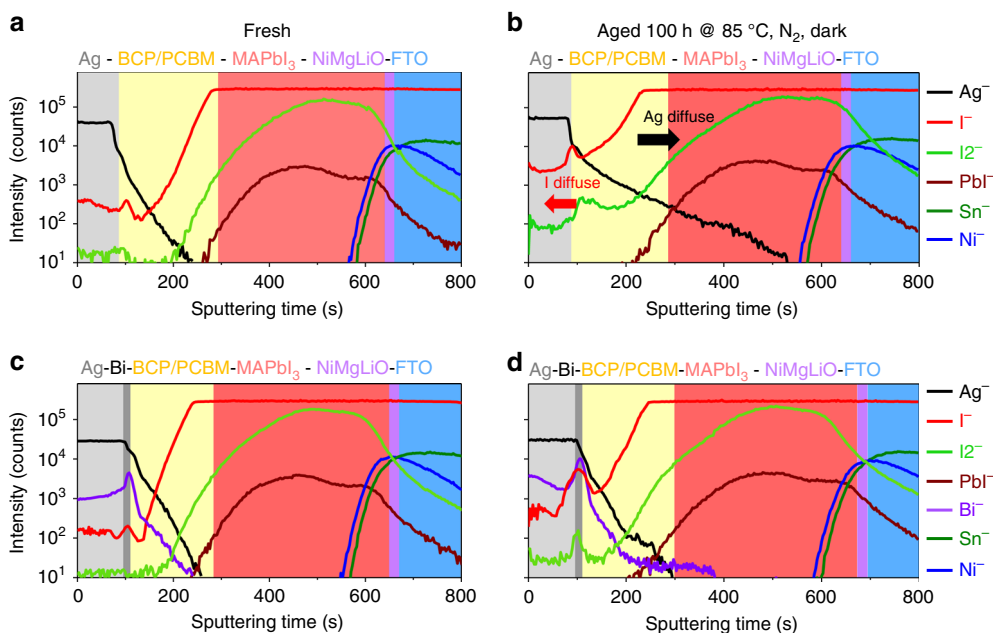 a
Fresh
Ag - BCP/PCBM - MAPbI₃ - NiMgLiO-FTO
Intensity (counts)
10⁵
10⁴
10³
10²
10¹
0
200
400
600
800
Sputtering time (s)
b
Aged 100 h @ 85 °C, N₂, dark
Ag - BCP/PCBM - MAPbI₃ - NiMgLiO-FTO
Ag diffuse
I diffuse
0
200
400
600
800
Sputtering time (s)
Ag⁻
I⁻
I2⁻
PbI⁻
Sn⁻
Ni⁻
c
Ag-Bi-BCP/PCBM-MAPbI₃ - NiMgLiO-FTO
Intensity (counts)
10⁵
10⁴
10³
10²
10¹
0
200
400
600
800
Sputtering time (s)
d
Ag-Bi-BCP/PCBM-MAPbI₃ - NiMgLiO-FTO
0
200
400
600
800
Sputtering time (s)
Ag⁻
I⁻
I2⁻
PbI⁻
Bi⁻
Sn⁻
Ni⁻